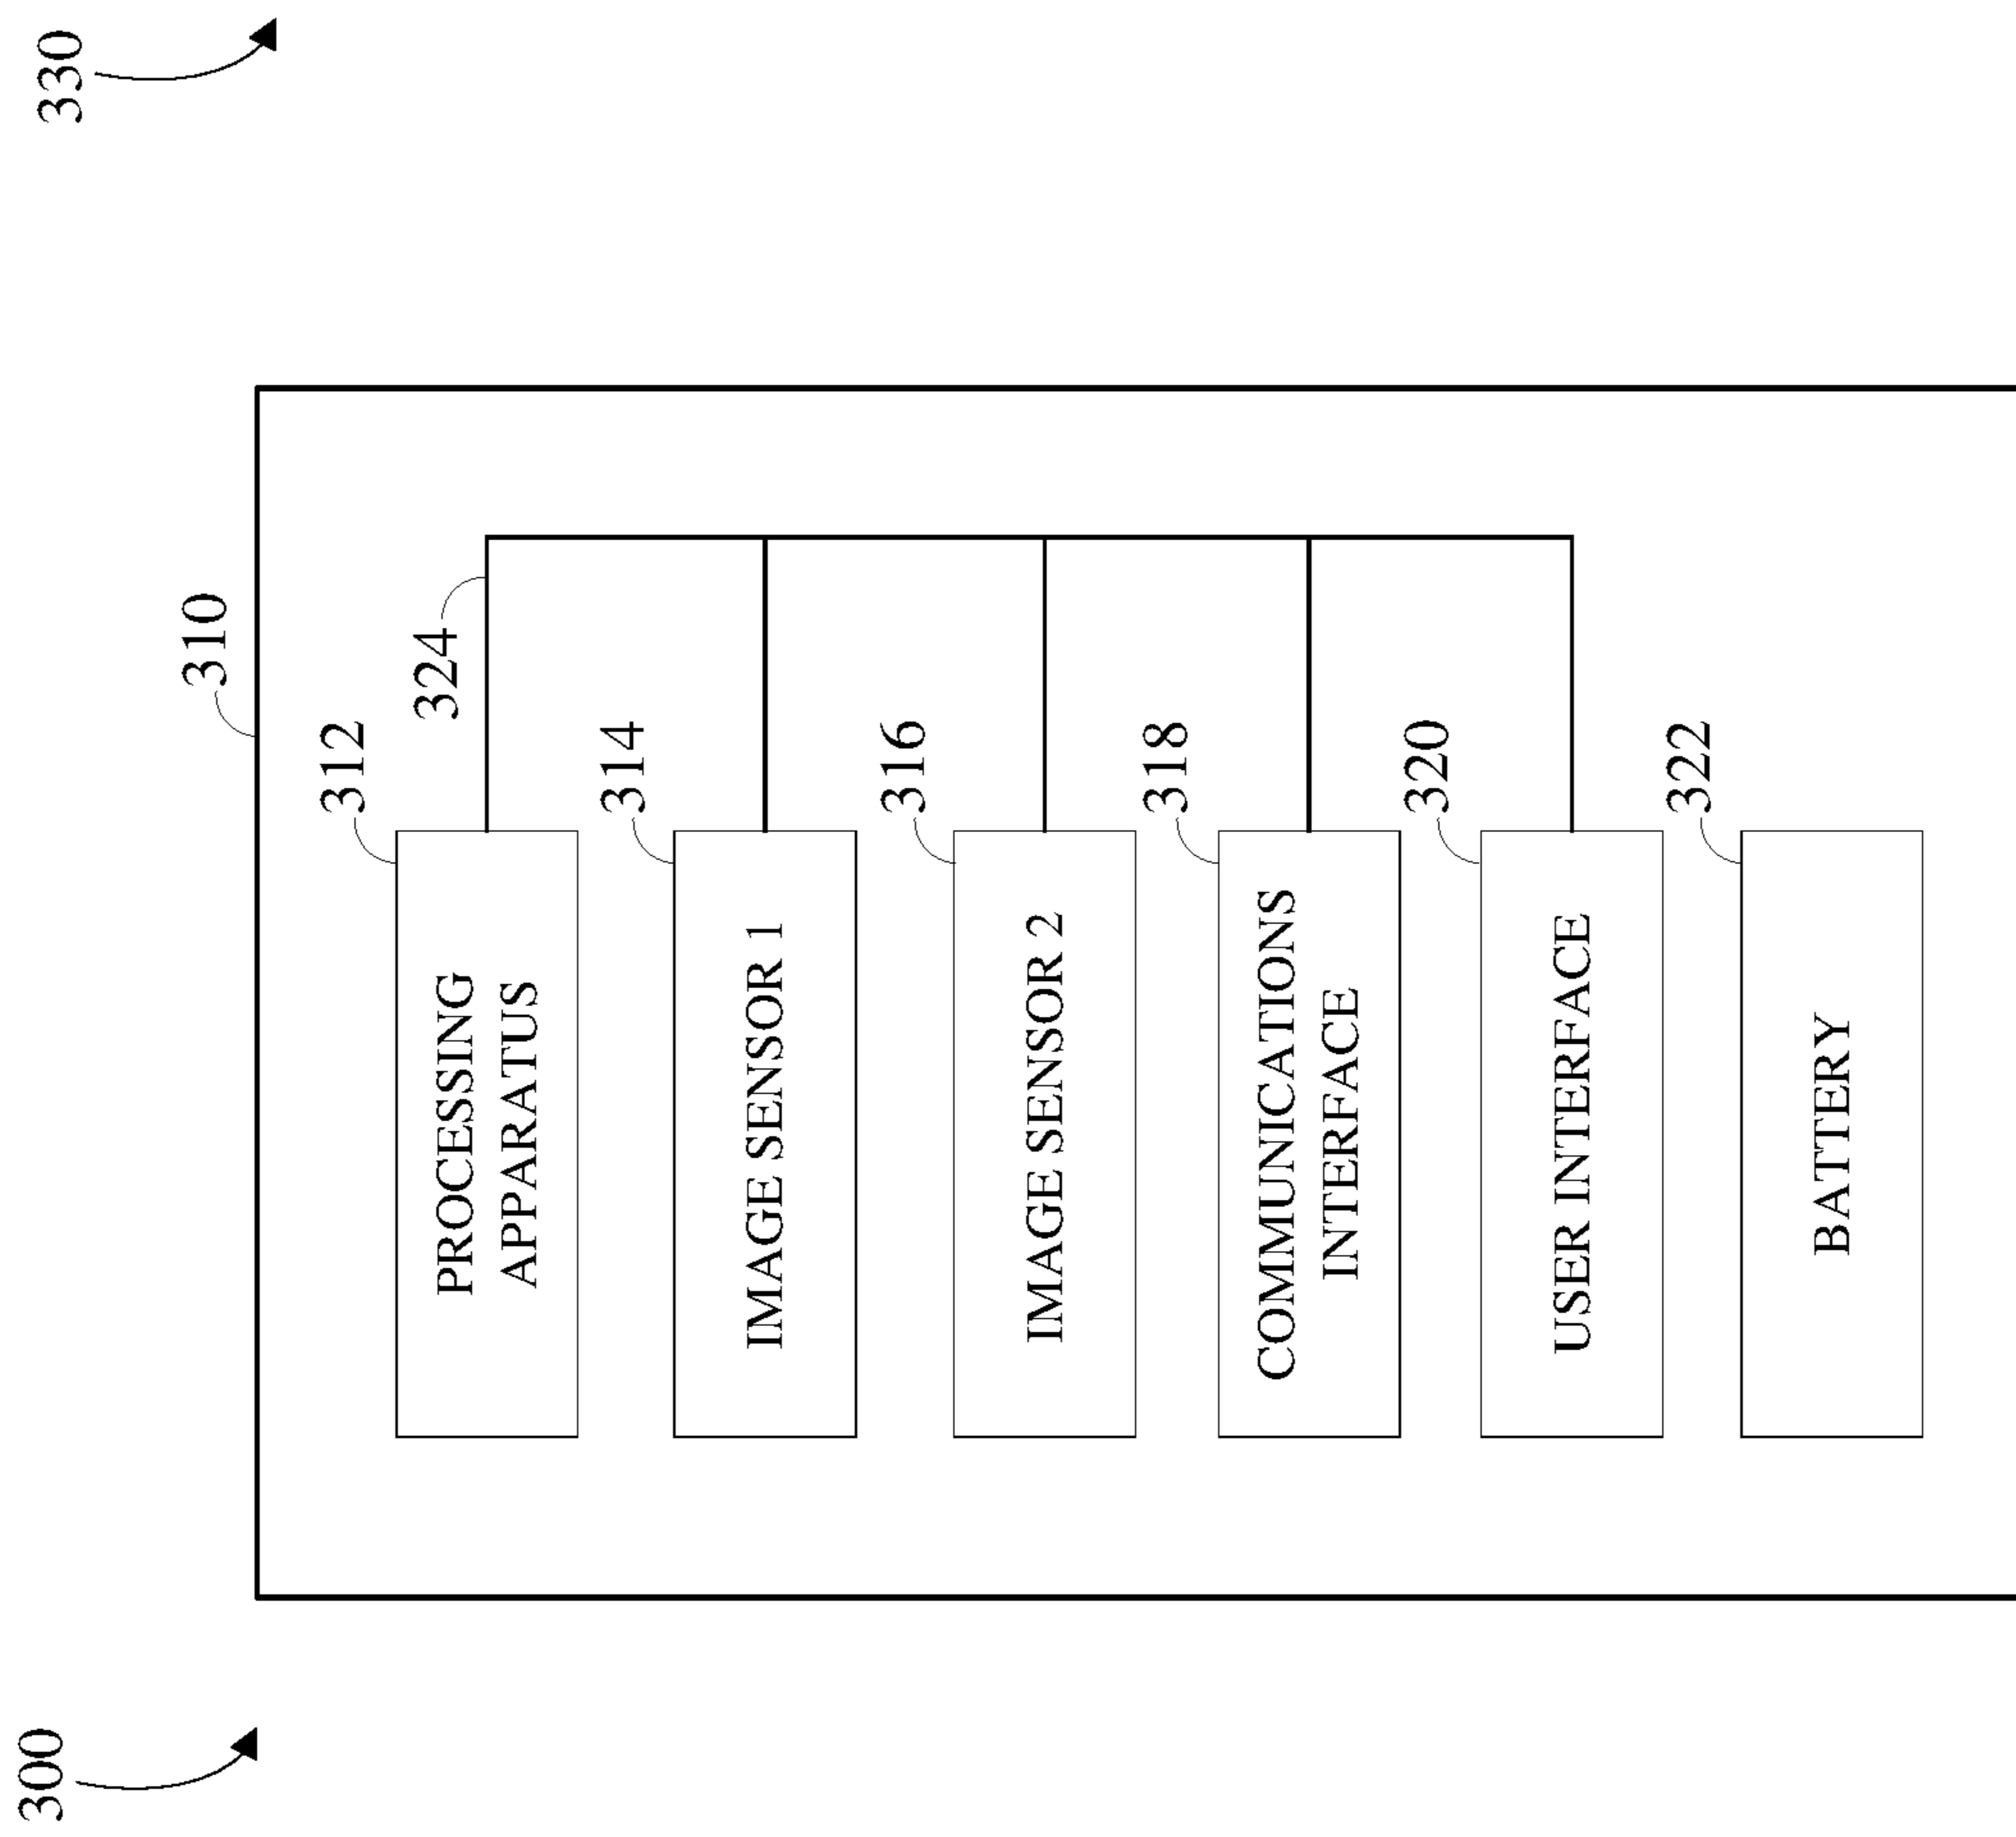 300
330
310
324
312
PROCESSING
APPARATUS
314
IMAGE SENSOR 1
316
IMAGE SENSOR 2
318
COMMUNICATIONS
INTERFACE
320
USER INTERFACE
322
BATTERY